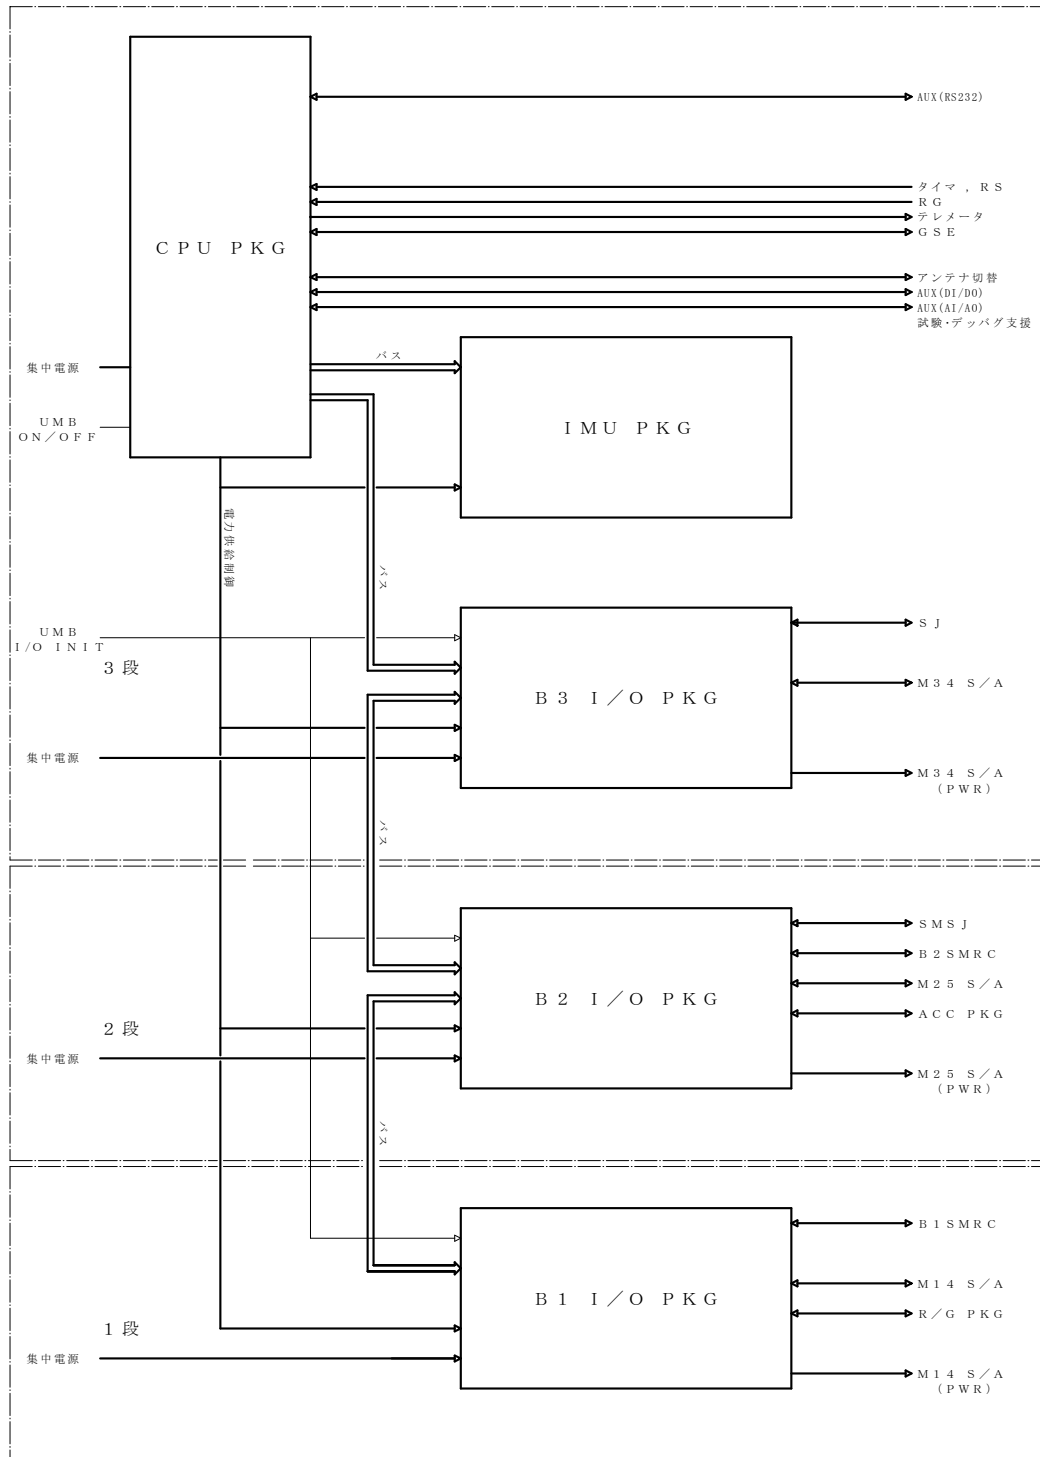 AUX(RS232)
タイマ , RS
RG
テレメータ
GSE
CPU PKG
アンテナ切替
AUX(DI/DO)
AUX(AI/AO)
試験・デッバグ支援
バス
集中電源
UMB
ON/OFF
IMU PKG
電力供給制御
バス
UMB
I/O INIT
3段
SJ
M34 S/A
B3 I/O PKG
集中電源
M34 S/A
(PWR)
バス
SMSJ
B2SMRC
M25 S/A
B2 I/O PKG
ACC PKG
2段
集中電源
M25 S/A
(PWR)
バス
B1SMRC
M14 S/A
B1 I/O PKG
R/G PKG
1段
集中電源
M14 S/A
(PWR)